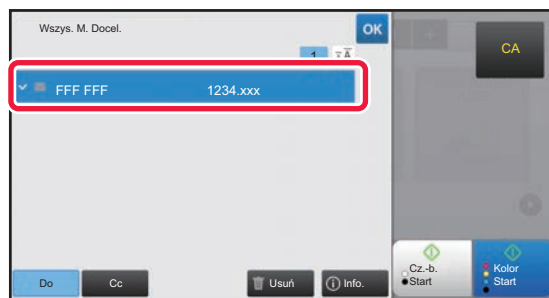 Wszys. M. Docel.
OK
CA
1
FFF FFF 1234.xxx
Do
Cc
Usuń
Info.
Cz.-b.
Start
Kolor
Start